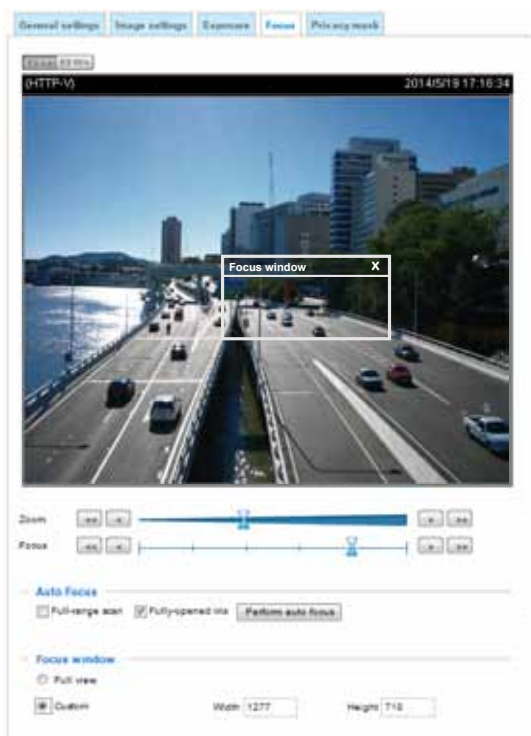 General settings Image settings Exposure Focus Privacy mask
(HTTP-V) 2014/5/19 17:16:34
Focus window X
Zoom << < > >>
Focus << < > >>
Auto Focus
Full-range scan Fully-opened iris Perform auto focus
Focus window
Full view
Custom Width 1277 Height 718